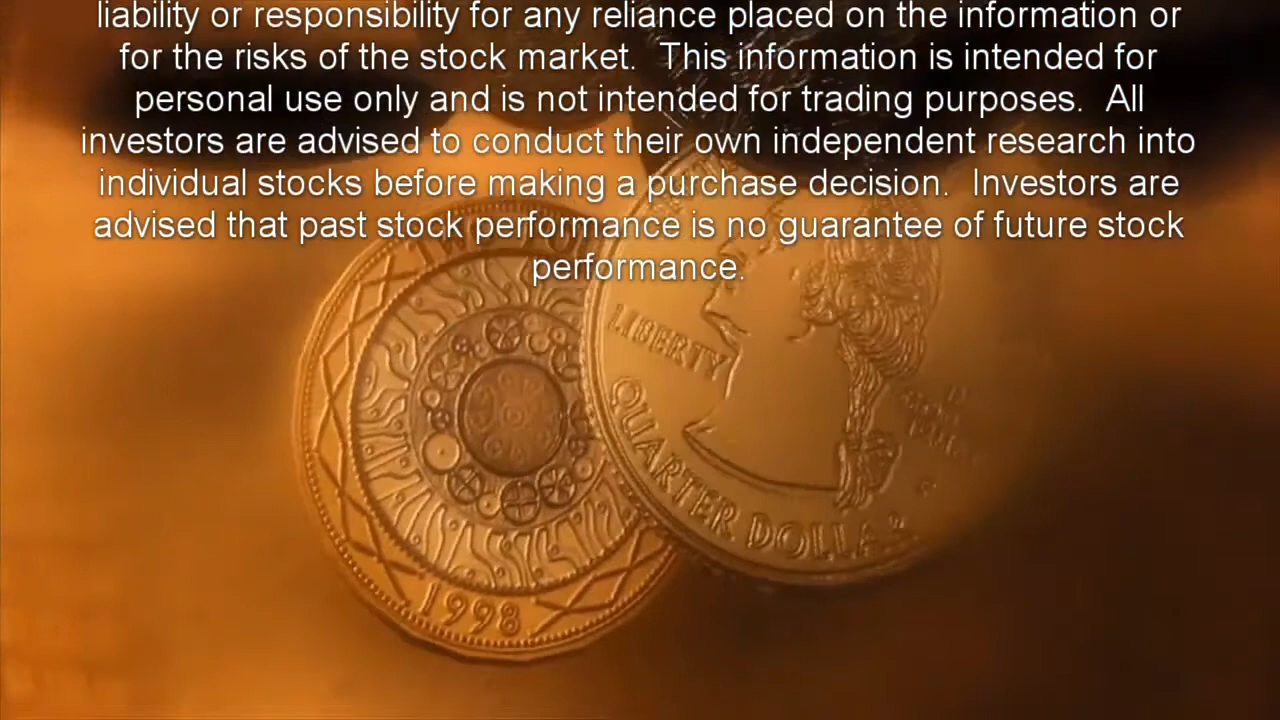 liability or responsibility for any reliance placed on the information or
for the risks of the stock market.  This information is intended for
personal use only and is not intended for trading purposes.  All
investors are advised to conduct their own independent research into
individual stocks before making a purchase decision.  Investors are
advised that past stock performance is no guarantee of future stock
performance.
LIBERTY
QUARTER DOLLAR
1998